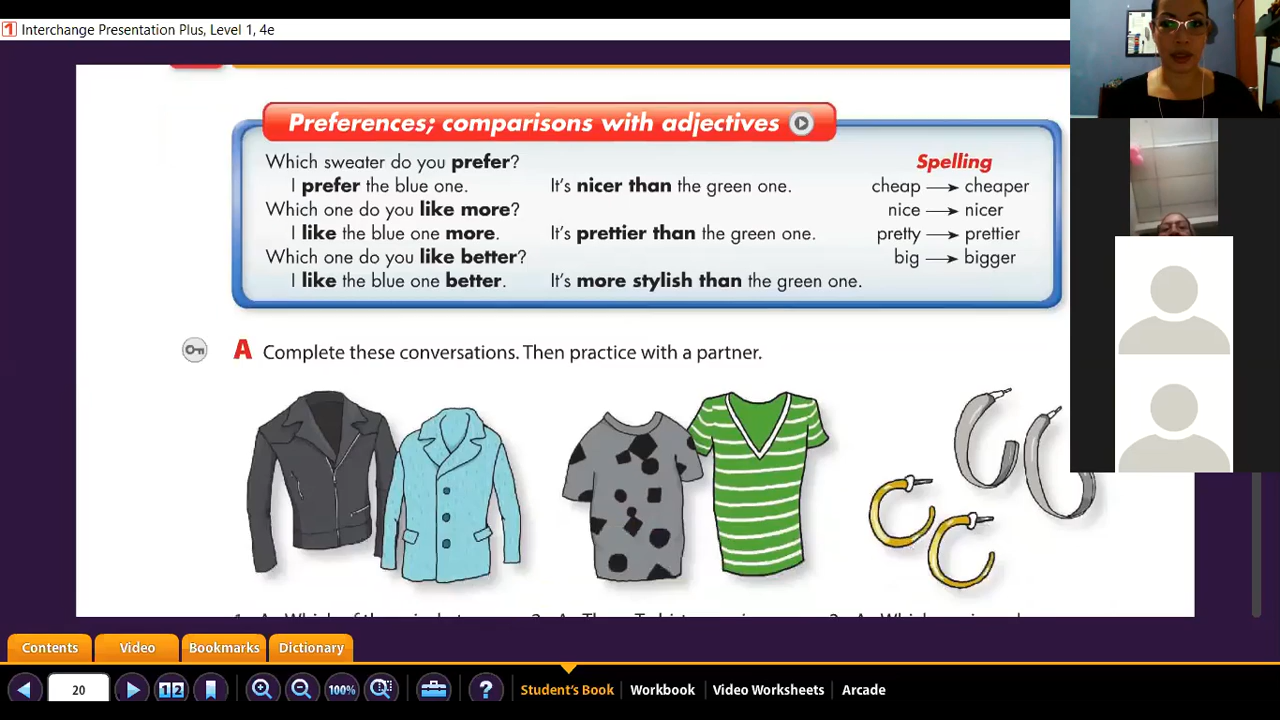 Interchange Presentation Plus, Level 1, 4e
Preferences; comparisons with adjectives
Which sweater do you prefer?
I prefer the blue one. It's nicer than the green one.
Which one do you like more?
I like the blue one more. It's prettier than the green one.
Which one do you like better?
I like the blue one better. It's more stylish than the green one.
Spelling
cheap → cheaper
nice → nicer
pretty → prettier
big → bigger
A Complete these conversations. Then practice with a partner.
Contents Video Bookmarks Dictionary
20 12 100% ? Student's Book Workbook Video Worksheets Arcade